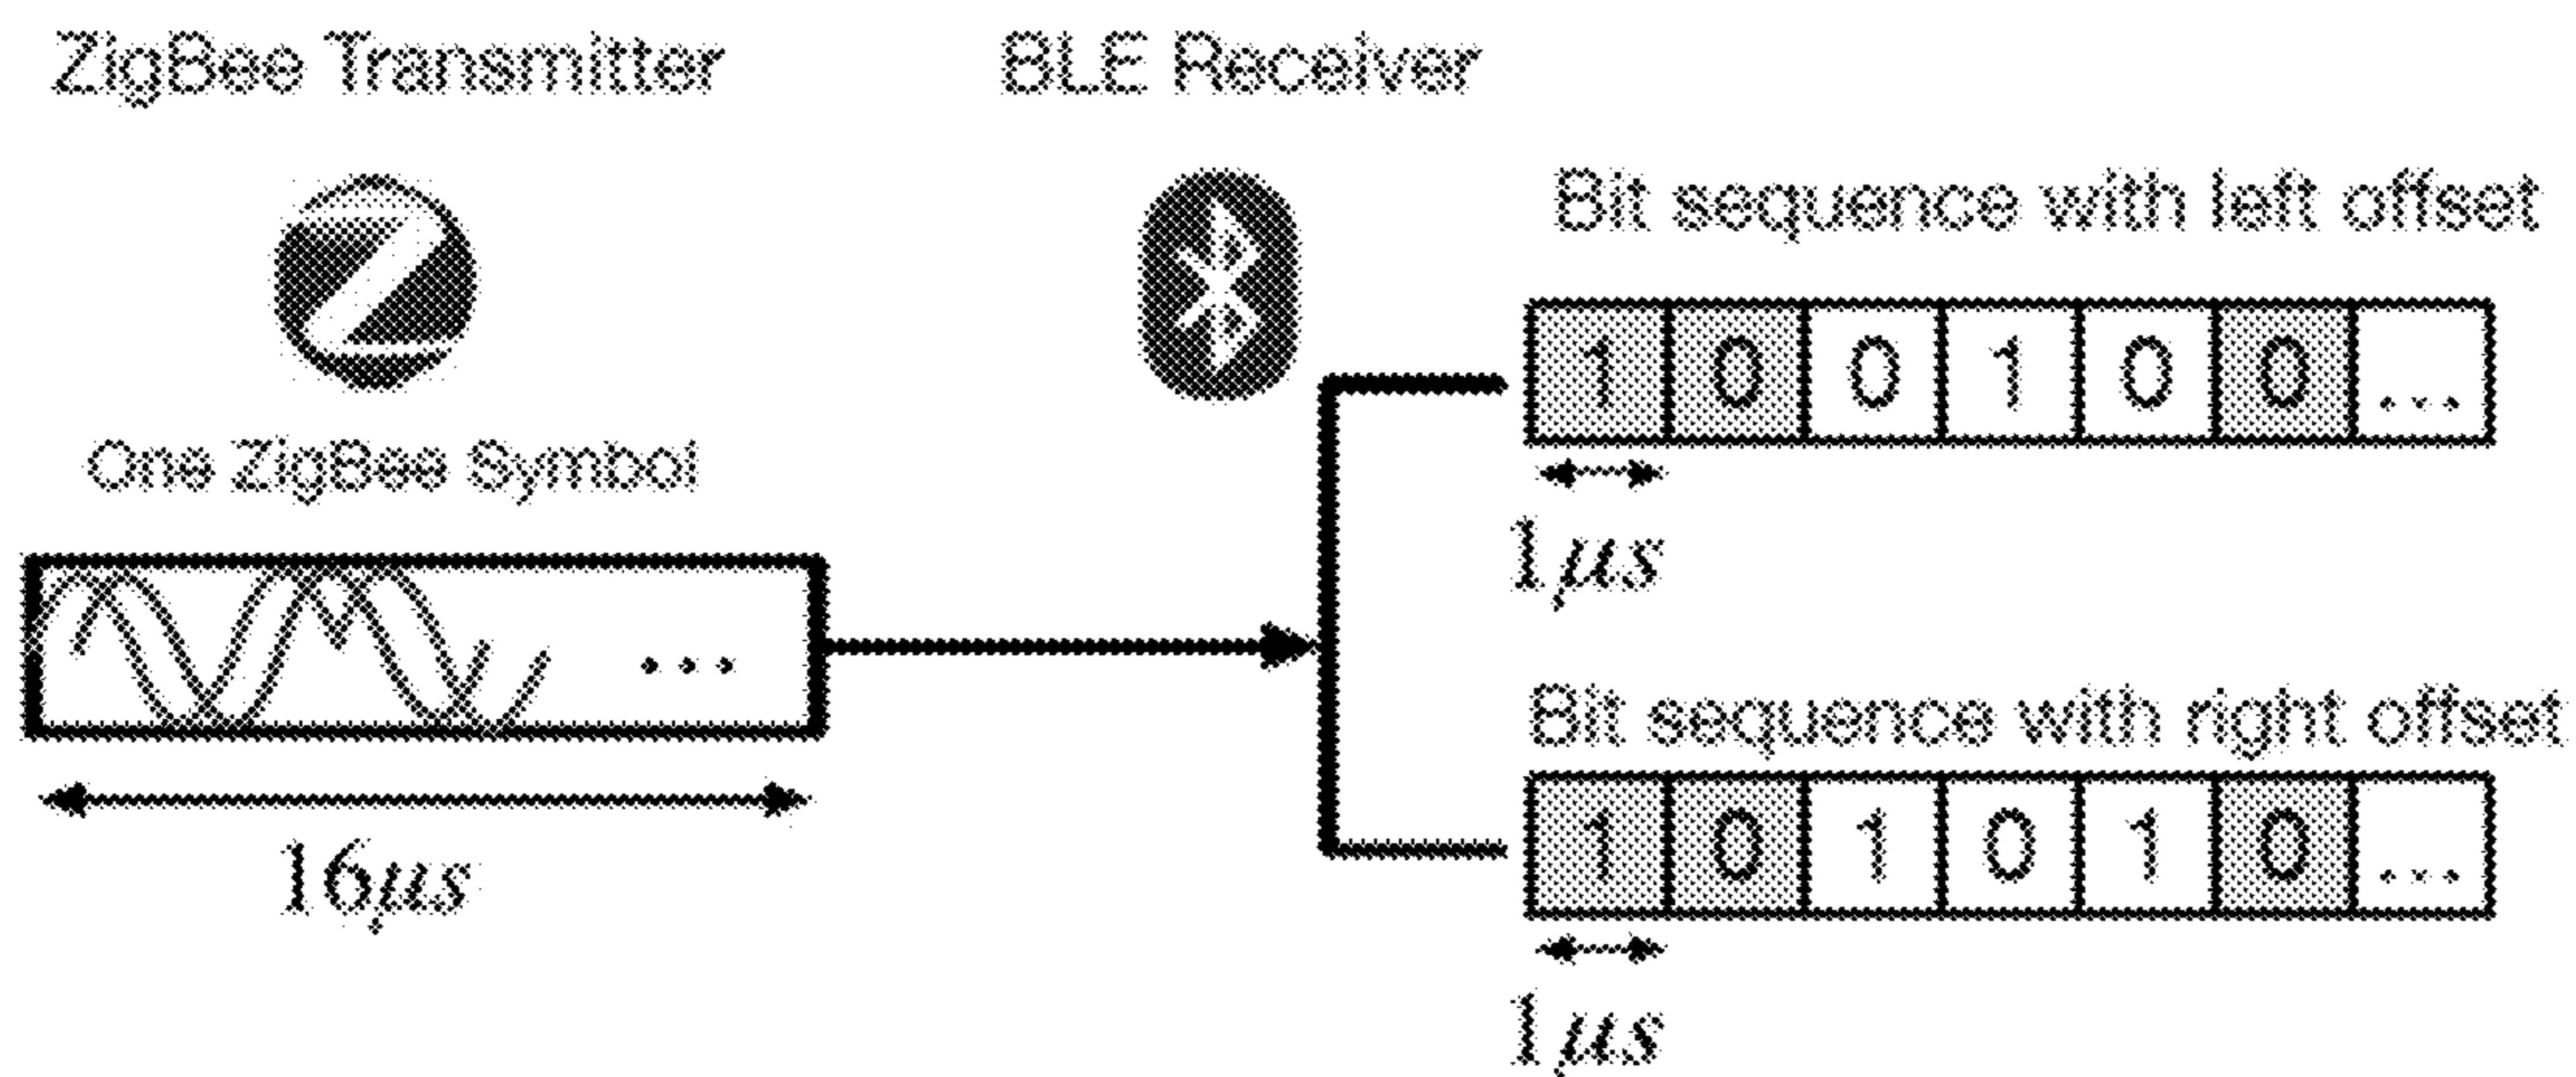 ZigBee Transmitter
BLE Receiver
Bit sequence with left offset
1 0 0 1 0 0 ...
1μs
One ZigBee Symbol
...
16μs
Bit sequence with right offset
1 0 1 0 1 0 ...
1μs